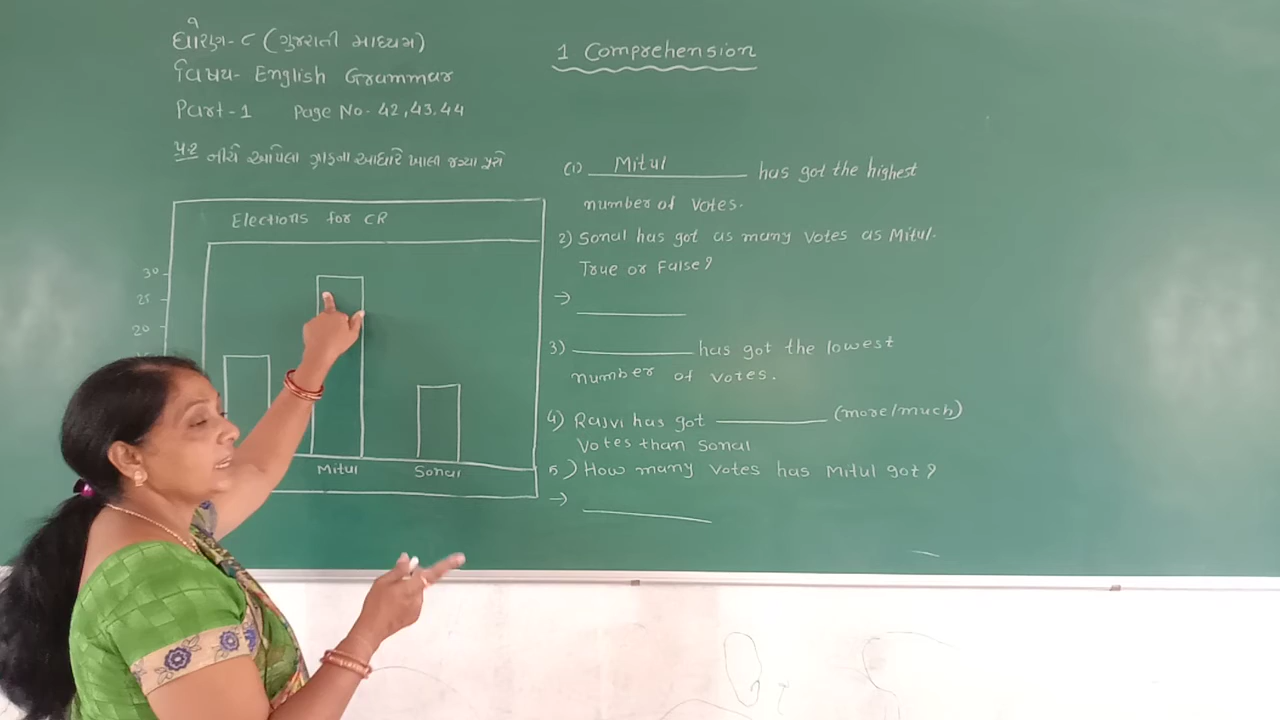 ધોરણ-૮ (ગુજરાતી માધ્યમ)
વિષય- English Grammar
Part-1 Page No- 42,43.44
પ્ર.૨ નીચે આપેલા ગ્રાફના આધારે ખાલી જગ્યા પૂરો
Elections for CR
30
25
20
Mitul Sonal
1 Comprehension
(1) Mitul has got the highest
number of Votes.
2) Sonal has got as many Votes as Mitul.
True or False?
→
3) ________ has got the lowest
number of votes.
4) Rajvi has got ________ (more/much)
Votes than Sonal
5) How many votes has Mitul got?
→